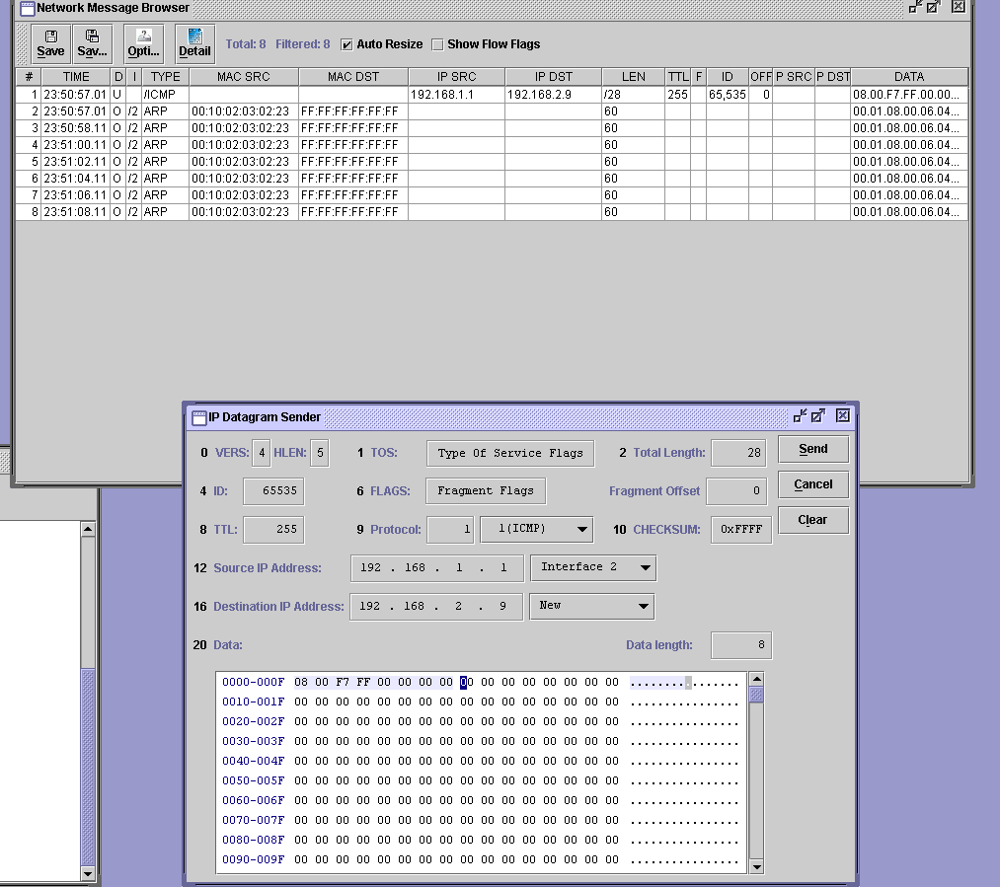 Network Message Browser
Save Sav... Opti... Detail Total: 8 Filtered: 8 Auto Resize Show Flow Flags
# TIME D I TYPE MAC SRC MAC DST IP SRC IP DST LEN TTL F ID OFF P SRC P DST DATA
1 23:50:57.01 U /ICMP 192.168.1.1 192.168.2.9 /28 255 65,535 0 08.00.F7.FF.00.00...
2 23:50:57.01 O /2 ARP 00:10:02:03:02:23 FF:FF:FF:FF:FF:FF 60 00.01.08.00.06.04...
3 23:50:58.11 O /2 ARP 00:10:02:03:02:23 FF:FF:FF:FF:FF:FF 60 00.01.08.00.06.04...
4 23:51:00.11 O /2 ARP 00:10:02:03:02:23 FF:FF:FF:FF:FF:FF 60 00.01.08.00.06.04...
5 23:51:02.11 O /2 ARP 00:10:02:03:02:23 FF:FF:FF:FF:FF:FF 60 00.01.08.00.06.04...
6 23:51:04.11 O /2 ARP 00:10:02:03:02:23 FF:FF:FF:FF:FF:FF 60 00.01.08.00.06.04...
7 23:51:06.11 O /2 ARP 00:10:02:03:02:23 FF:FF:FF:FF:FF:FF 60 00.01.08.00.06.04...
8 23:51:08.11 O /2 ARP 00:10:02:03:02:23 FF:FF:FF:FF:FF:FF 60 00.01.08.00.06.04...
IP Datagram Sender
0 VERS: 4 HLEN: 5 1 TOS: Type Of Service Flags 2 Total Length: 28 Send
4 ID: 65535 6 FLAGS: Fragment Flags Fragment Offset 0 Cancel
8 TTL: 255 9 Protocol: 1 1(ICMP) 10 CHECKSUM: 0xFFFF Clear
12 Source IP Address: 192 . 168 . 1 . 1 Interface 2
16 Destination IP Address: 192 . 168 . 2 . 9 New
20 Data: Data length: 8
0000-000F 08 00 F7 FF 00 00 00 00 00 00 00 00 00 00 00 00 ................
0010-001F 00 00 00 00 00 00 00 00 00 00 00 00 00 00 00 00 ................
0020-002F 00 00 00 00 00 00 00 00 00 00 00 00 00 00 00 00 ................
0030-003F 00 00 00 00 00 00 00 00 00 00 00 00 00 00 00 00 ................
0040-004F 00 00 00 00 00 00 00 00 00 00 00 00 00 00 00 00 ................
0050-005F 00 00 00 00 00 00 00 00 00 00 00 00 00 00 00 00 ................
0060-006F 00 00 00 00 00 00 00 00 00 00 00 00 00 00 00 00 ................
0070-007F 00 00 00 00 00 00 00 00 00 00 00 00 00 00 00 00 ................
0080-008F 00 00 00 00 00 00 00 00 00 00 00 00 00 00 00 00 ................
0090-009F 00 00 00 00 00 00 00 00 00 00 00 00 00 00 00 00 ................